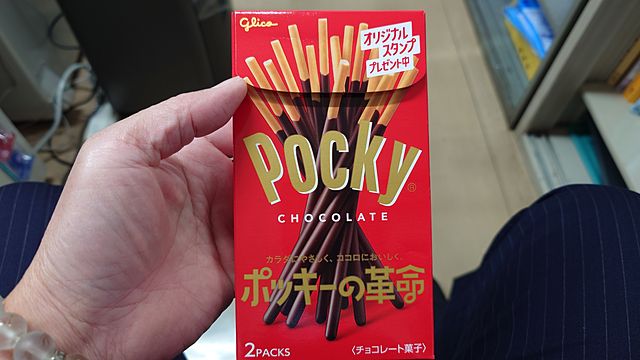 glico
オリジナル
スタンプ
プレゼント中
Pocky®
CHOCOLATE
カラダにやさしく、ココロにおいしく。
ポッキーの革命
2PACKS
〈チョコレート菓子〉